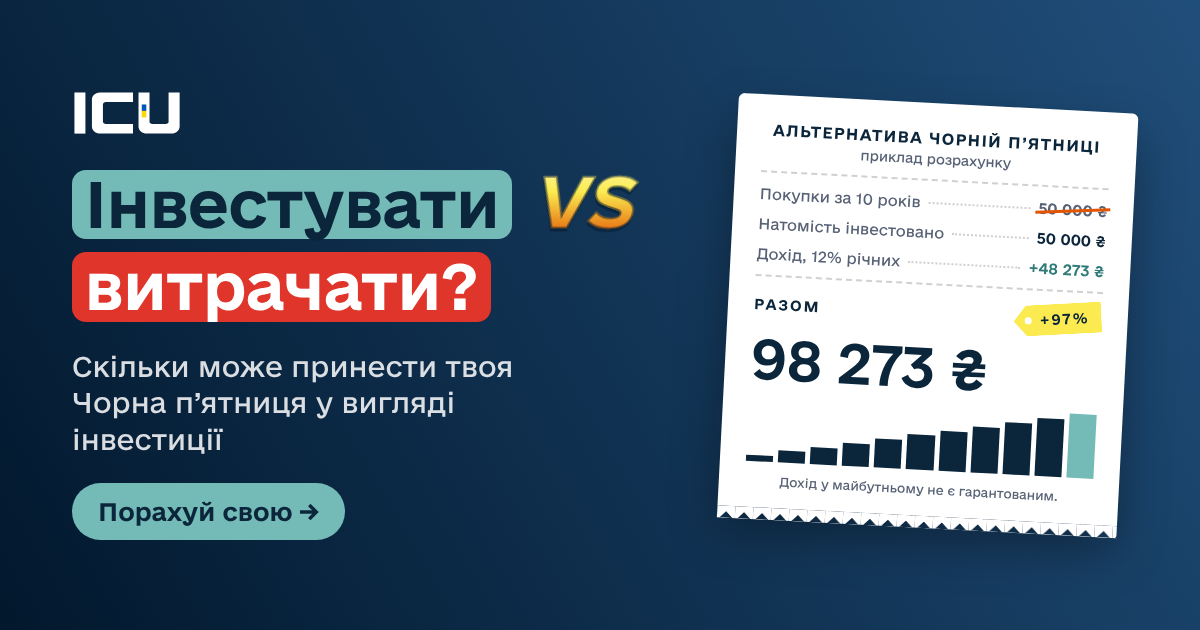 ICU
Інвестувати VS
витрачати?
Скільки може принести твоя
Чорна п’ятниця у вигляді
інвестиції
Порахуй свою →
АЛЬТЕРНАТИВА ЧОРНІЙ П’ЯТНИЦІ
приклад розрахунку
Покупки за 10 років 50 000 ₴
Натомість інвестовано 50 000 ₴
Дохід, 12% річних +48 273 ₴
РАЗОМ +97%
98 273 ₴
Дохід у майбутньому не є гарантованим.